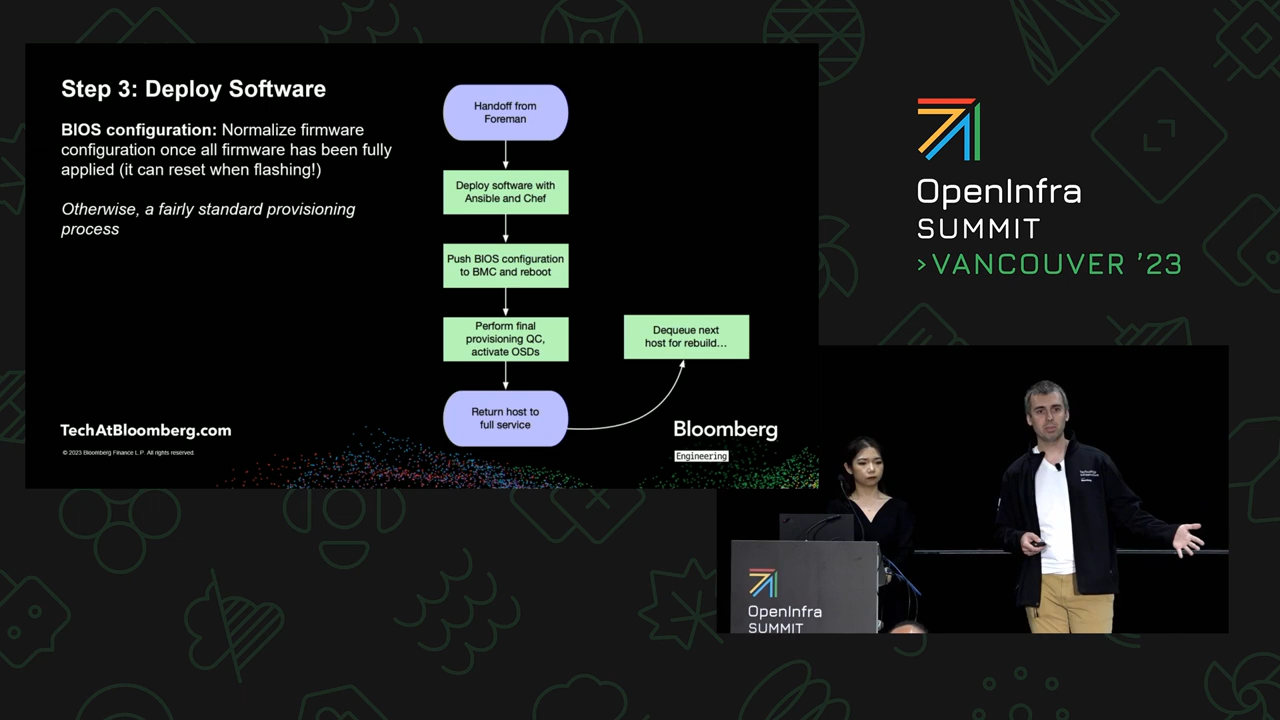 Step 3: Deploy Software
BIOS configuration: Normalize firmware
configuration once all firmware has been fully
applied (it can reset when flashing!)
Otherwise, a fairly standard provisioning
process
Handoff from
Foreman
Deploy software with
Ansible and Chef
Push BIOS configuration
to BMC and reboot
Perform final
provisioning QC,
activate OSDs
Return host to
full service
Dequeue next
host for rebuild...
TechAtBloomberg.com
© 2023 Bloomberg Finance L.P. All rights reserved.
Bloomberg
Engineering
OpenInfra
SUMMIT
>VANCOUVER '23
OpenInfra
SUMMIT